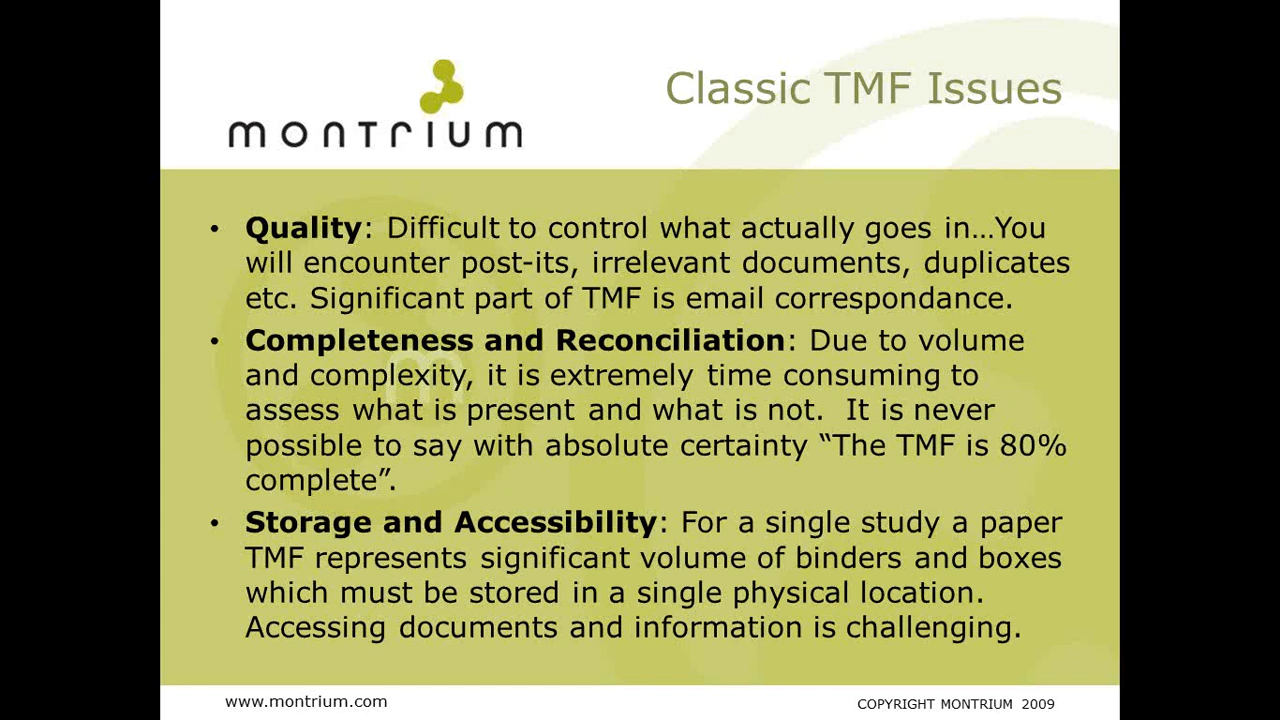 montrium
Classic TMF Issues
• Quality: Difficult to control what actually goes in…You
will encounter post-its, irrelevant documents, duplicates
etc. Significant part of TMF is email correspondance.
• Completeness and Reconciliation: Due to volume
and complexity, it is extremely time consuming to
assess what is present and what is not.  It is never
possible to say with absolute certainty “The TMF is 80%
complete”.
• Storage and Accessibility: For a single study a paper
TMF represents significant volume of binders and boxes
which must be stored in a single physical location.
Accessing documents and information is challenging.
www.montrium.com
COPYRIGHT MONTRIUM 2009